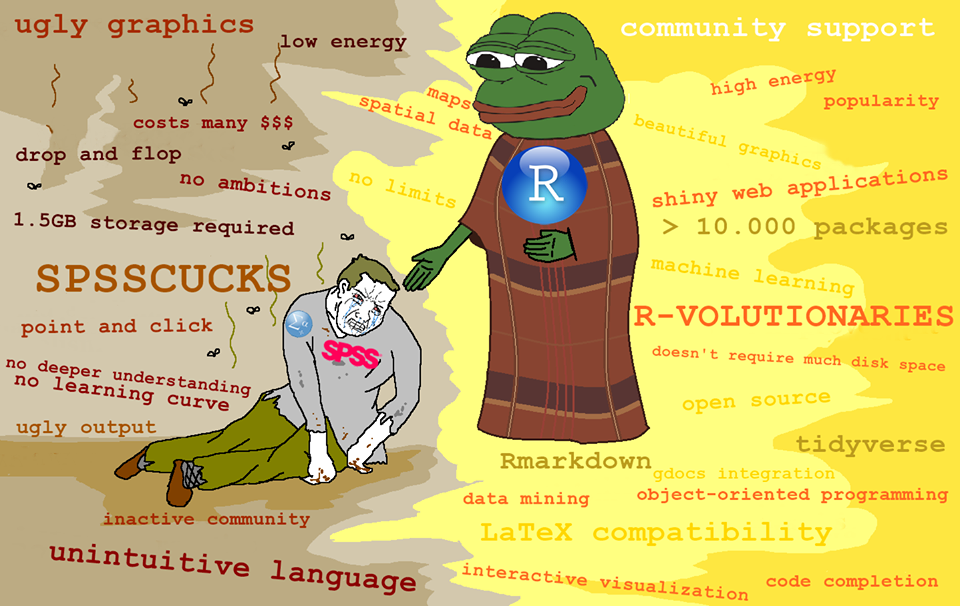 ugly graphics
low energy
costs many $$$
drop and flop
no ambitions
1.5GB storage required
SPSSCUCKS
point and click
no deeper understanding
no learning curve
ugly output
inactive community
unintuitive language
Σα
SPSS
R
community support
high energy
popularity
maps
spatial data
beautiful graphics
no limits
shiny web applications
> 10.000 packages
machine learning
R-VOLUTIONARIES
doesn't require much disk space
open source
tidyverse
Rmarkdown
gdocs integration
data mining
object-oriented programming
LaTeX compatibility
interactive visualization
code completion